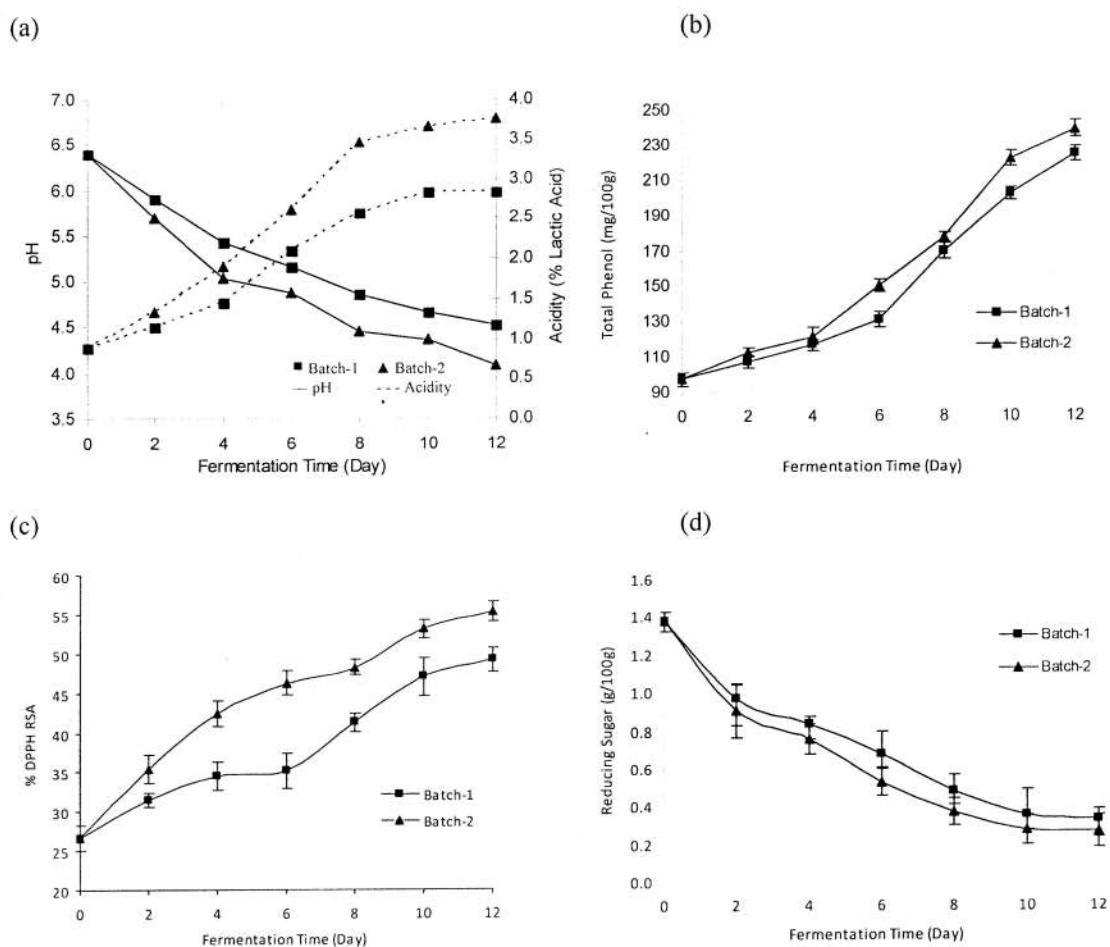 (a)
(b)
7.0
6.5
6.0
5.5
5.0
4.5
4.0
3.5
pH
4.0
3.5
3.0
2.5
2.0
1.5
1.0
0.5
0.0
Acidity (% Lactic Acid)
Batch-1 Batch-2
pH Acidity
0 2 4 6 8 10 12
Fermentation Time (Day)
250
230
210
190
170
150
130
110
90
Total Phenol (mg/100g)
Batch-1
Batch-2
0 2 4 6 8 10 12
Fermentation Time (Day)
(c)
(d)
60
55
50
45
40
35
30
25
20
% DPPH RSA
Batch-1
Batch-2
0 2 4 6 8 10 12
Fermentation Time (Day)
1.6
1.4
1.2
1.0
0.8
0.6
0.4
0.2
0.0
Reducing Sugar (g/100g)
Batch-1
Batch-2
0 2 4 6 8 10 12
Fermentation Time (Day)